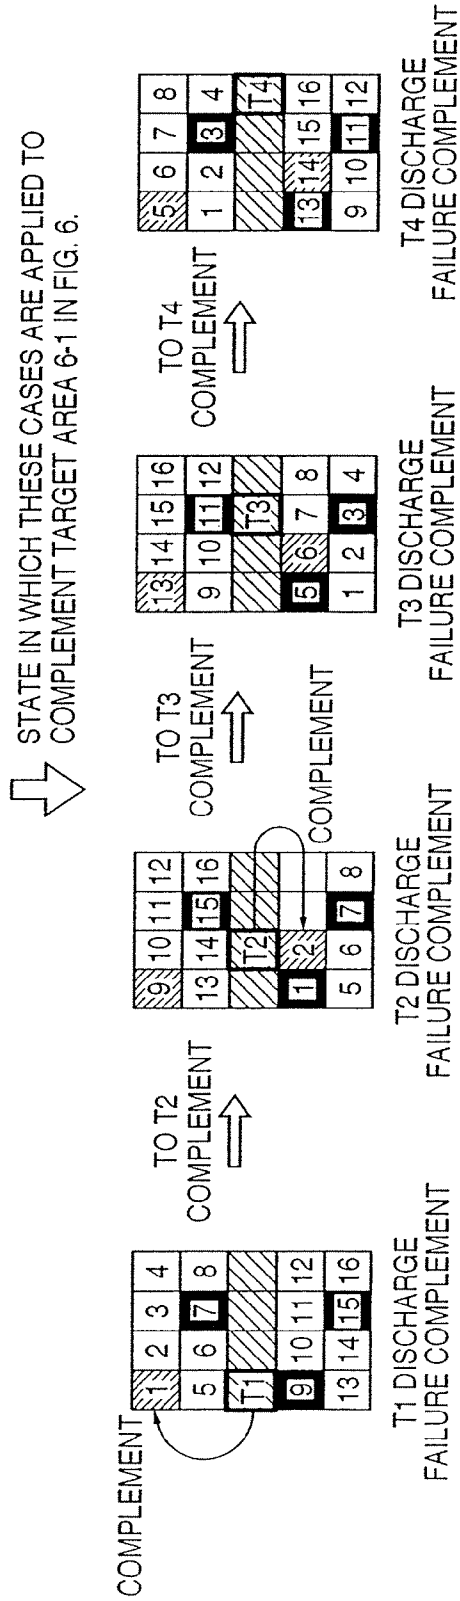 STATE IN WHICH THESE CASES ARE APPLIED TO
COMPLEMENT TARGET AREA 6-1 IN FIG. 6.
COMPLEMENT
1 2 3 4
5 6 7 8
T1
9 10 11 12
13 14 15 16
T1 DISCHARGE
FAILURE COMPLEMENT
TO T2
COMPLEMENT
9 10 11 12
13 14 15 16
T2
1 2
5 6 7 8
COMPLEMENT
T2 DISCHARGE
FAILURE COMPLEMENT
TO T3
COMPLEMENT
13 14 15 16
9 10 11 12
T3
5 6 7 8
1 2 3 4
T3 DISCHARGE
FAILURE COMPLEMENT
TO T4
COMPLEMENT
5 6 7 8
1 2 3 4
T4
13 14 15 16
9 10 11 12
T4 DISCHARGE
FAILURE COMPLEMENT